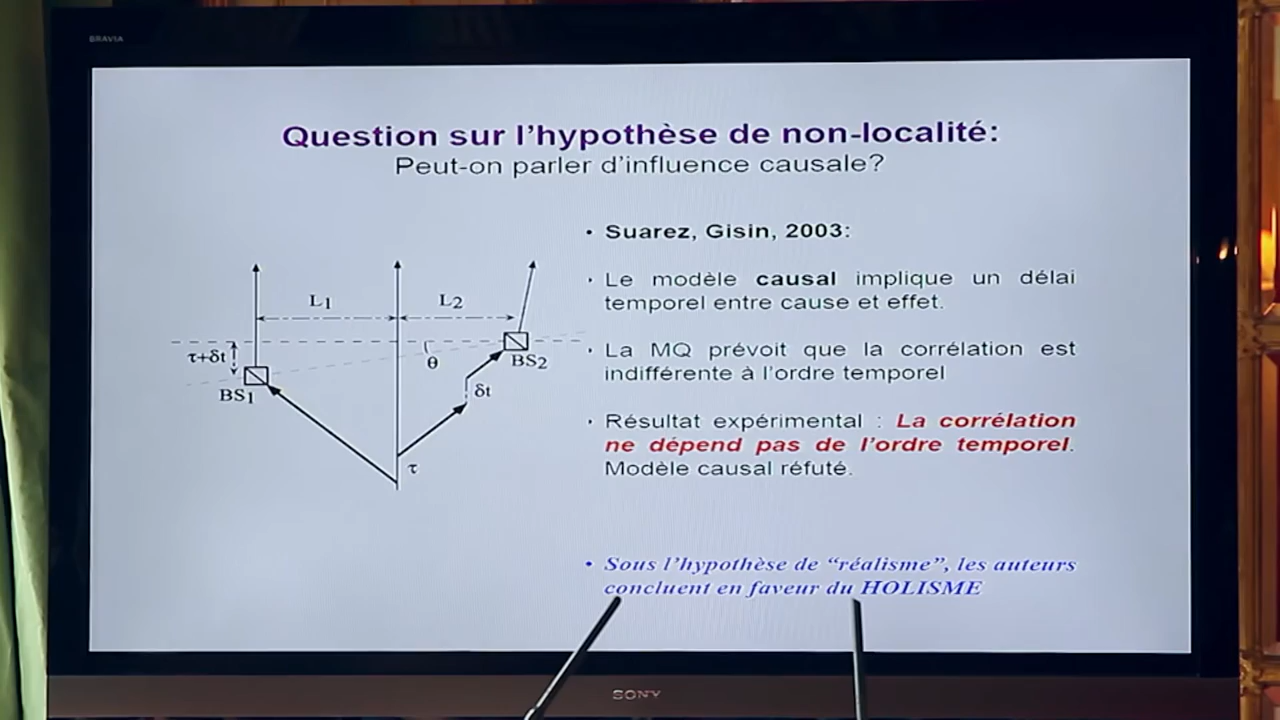 BRAVIA
Question sur l'hypothèse de non-localité:
Peut-on parler d'influence causale?
• Suarez, Gisin, 2003:
• Le modèle causal implique un délai
temporel entre cause et effet.
• La MQ prévoit que la corrélation est
indifférente à l'ordre temporel
• Résultat expérimental : La corrélation
ne dépend pas de l'ordre temporel.
Modèle causal réfuté.
• Sous l'hypothèse de “réalisme”, les auteurs
concluent en faveur du HOLISME
L1
L2
τ+δt
θ
BS2
BS1
δt
τ
SONY